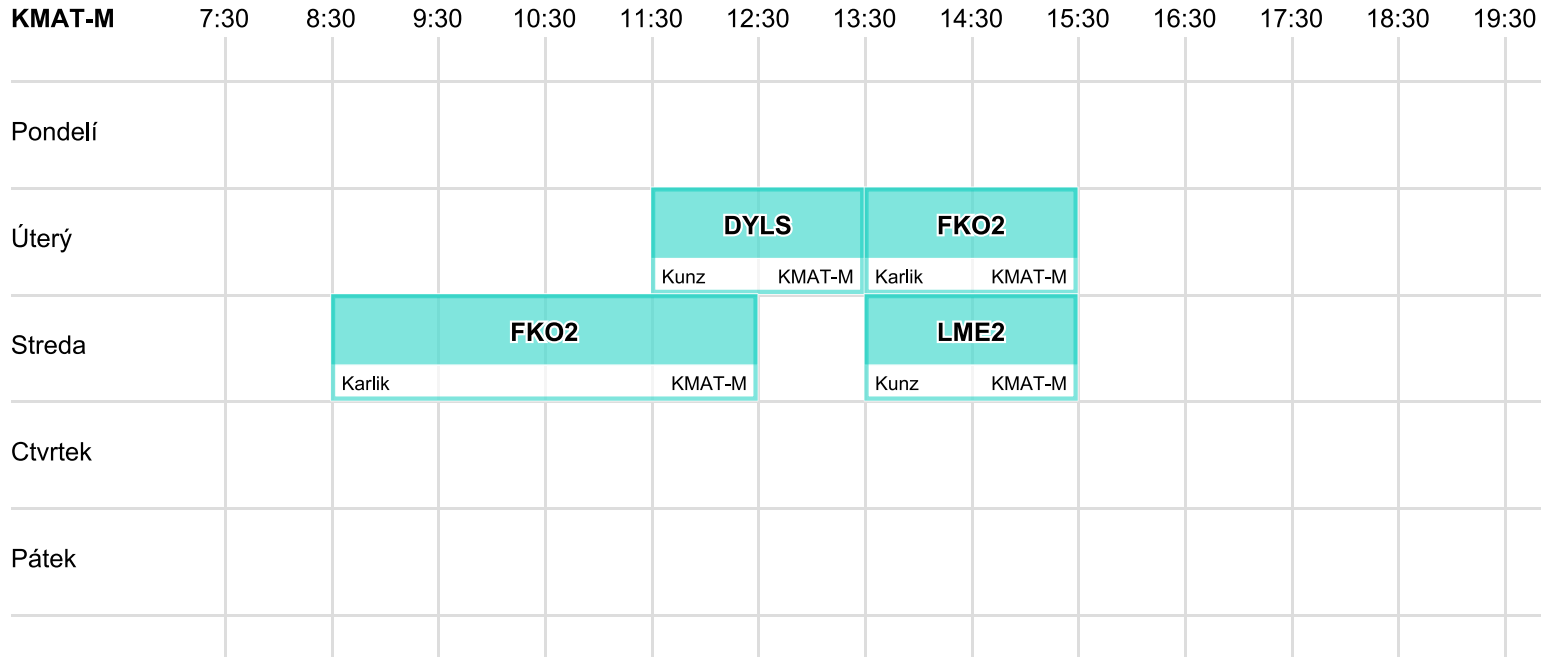 KMAT-M 7:30 8:30 9:30 10:30 11:30 12:30 13:30 14:30 15:30 16:30 17:30 18:30 19:30
Pondelí
Úterý
DYLS FKO2
Kunz KMAT-M Karlik KMAT-M
Streda
FKO2 LME2
Karlik KMAT-M Kunz KMAT-M
Ctvrtek
Pátek